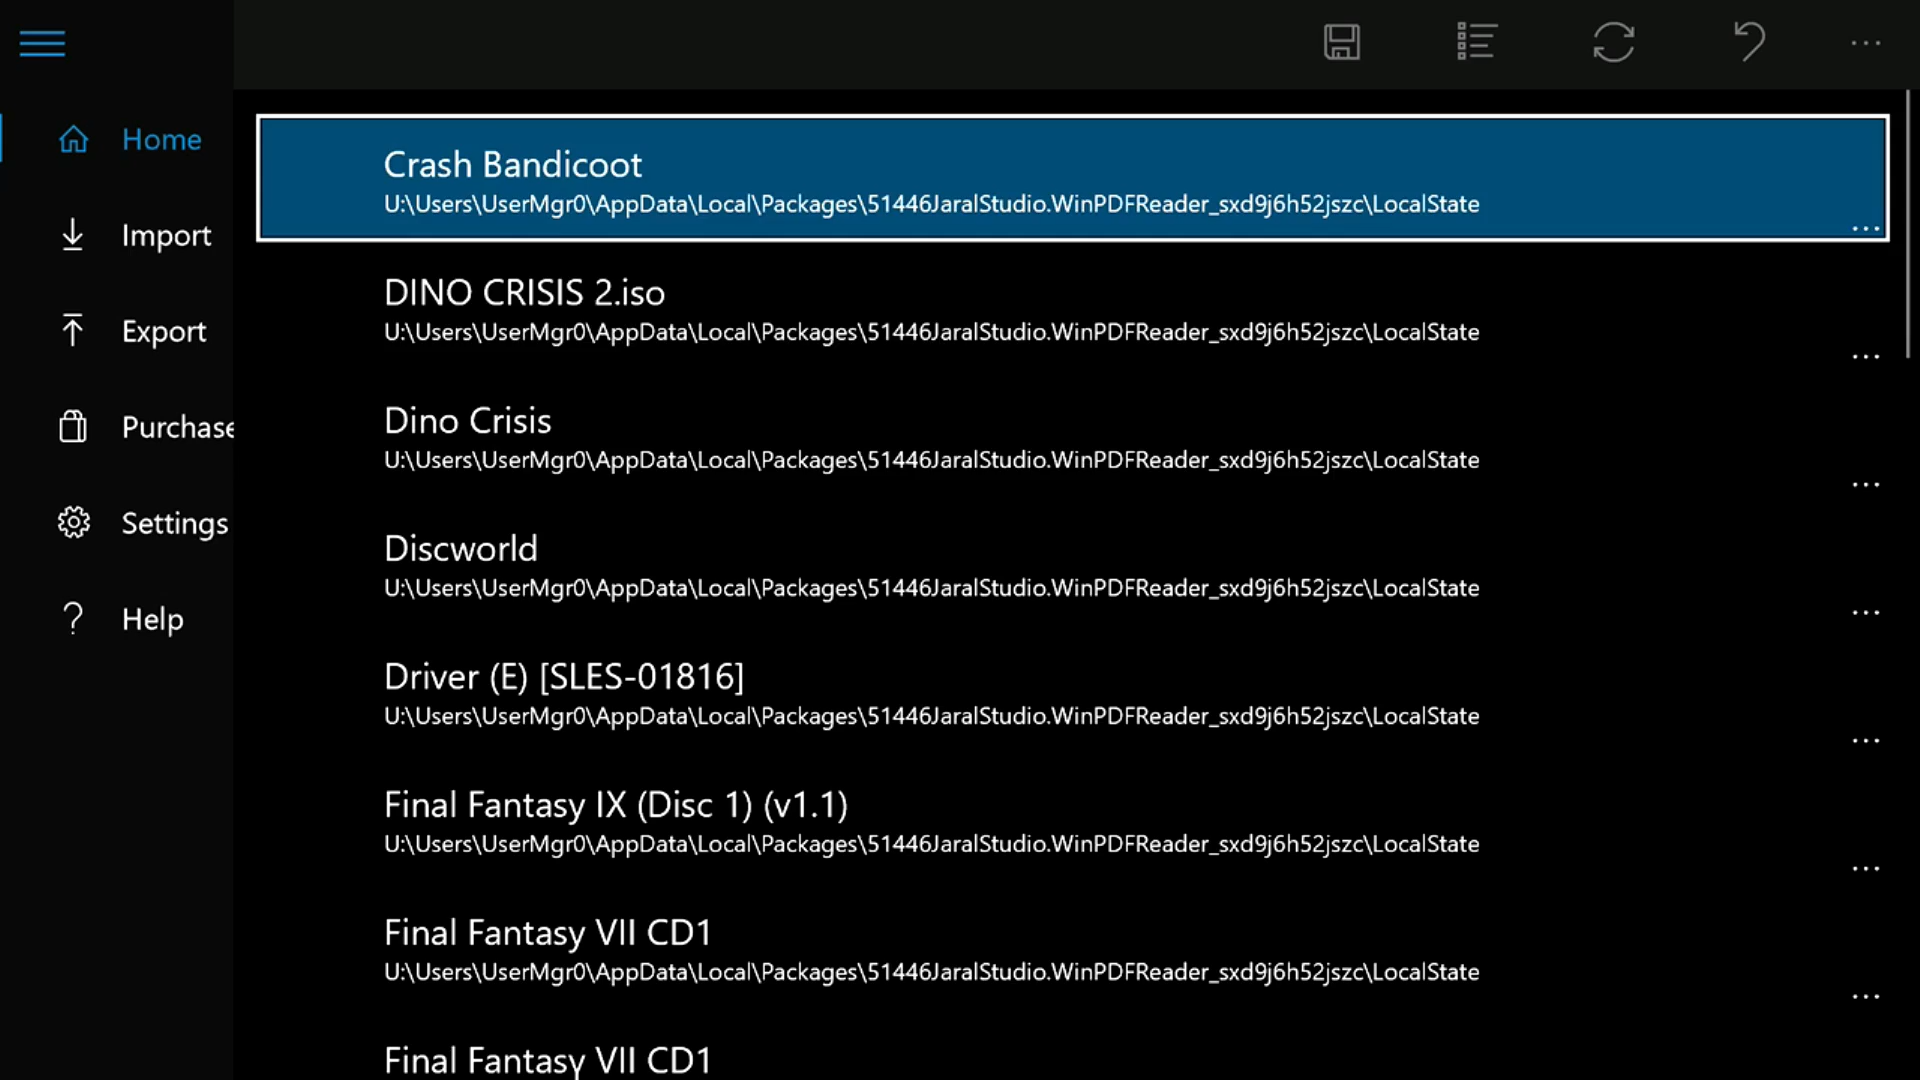 Home
Import
Export
Purchase
Settings
Help
Crash Bandicoot
U:\Users\UserMgr0\AppData\Local\Packages\51446JaralStudio.WinPDFReader_sxd9j6h52jszc\LocalState
DINO CRISIS 2.iso
U:\Users\UserMgr0\AppData\Local\Packages\51446JaralStudio.WinPDFReader_sxd9j6h52jszc\LocalState
Dino Crisis
U:\Users\UserMgr0\AppData\Local\Packages\51446JaralStudio.WinPDFReader_sxd9j6h52jszc\LocalState
Discworld
U:\Users\UserMgr0\AppData\Local\Packages\51446JaralStudio.WinPDFReader_sxd9j6h52jszc\LocalState
Driver (E) [SLES-01816]
U:\Users\UserMgr0\AppData\Local\Packages\51446JaralStudio.WinPDFReader_sxd9j6h52jszc\LocalState
Final Fantasy IX (Disc 1) (v1.1)
U:\Users\UserMgr0\AppData\Local\Packages\51446JaralStudio.WinPDFReader_sxd9j6h52jszc\LocalState
Final Fantasy VII CD1
U:\Users\UserMgr0\AppData\Local\Packages\51446JaralStudio.WinPDFReader_sxd9j6h52jszc\LocalState
Final Fantasy VII CD1